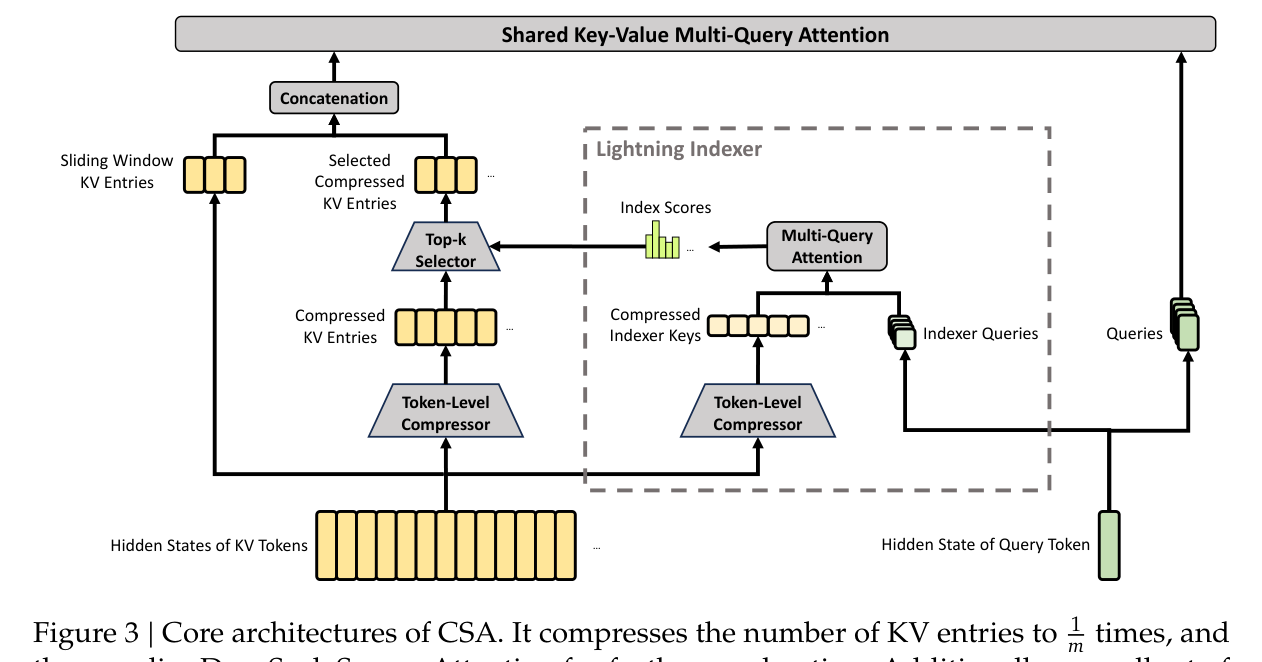 Shared Key-Value Multi-Query Attention
Concatenation
Sliding Window
KV Entries
Selected
Compressed
KV Entries
...
Lightning Indexer
Index Scores
...
Top-k
Selector
Multi-Query
Attention
Compressed
KV Entries
...
Compressed
Indexer Keys
...
Indexer Queries
Queries
Token-Level
Compressor
Token-Level
Compressor
Hidden States of KV Tokens
...
Hidden State of Query Token
Figure 3 | Core architectures of CSA. It compresses the number of KV entries to 1/m times, and